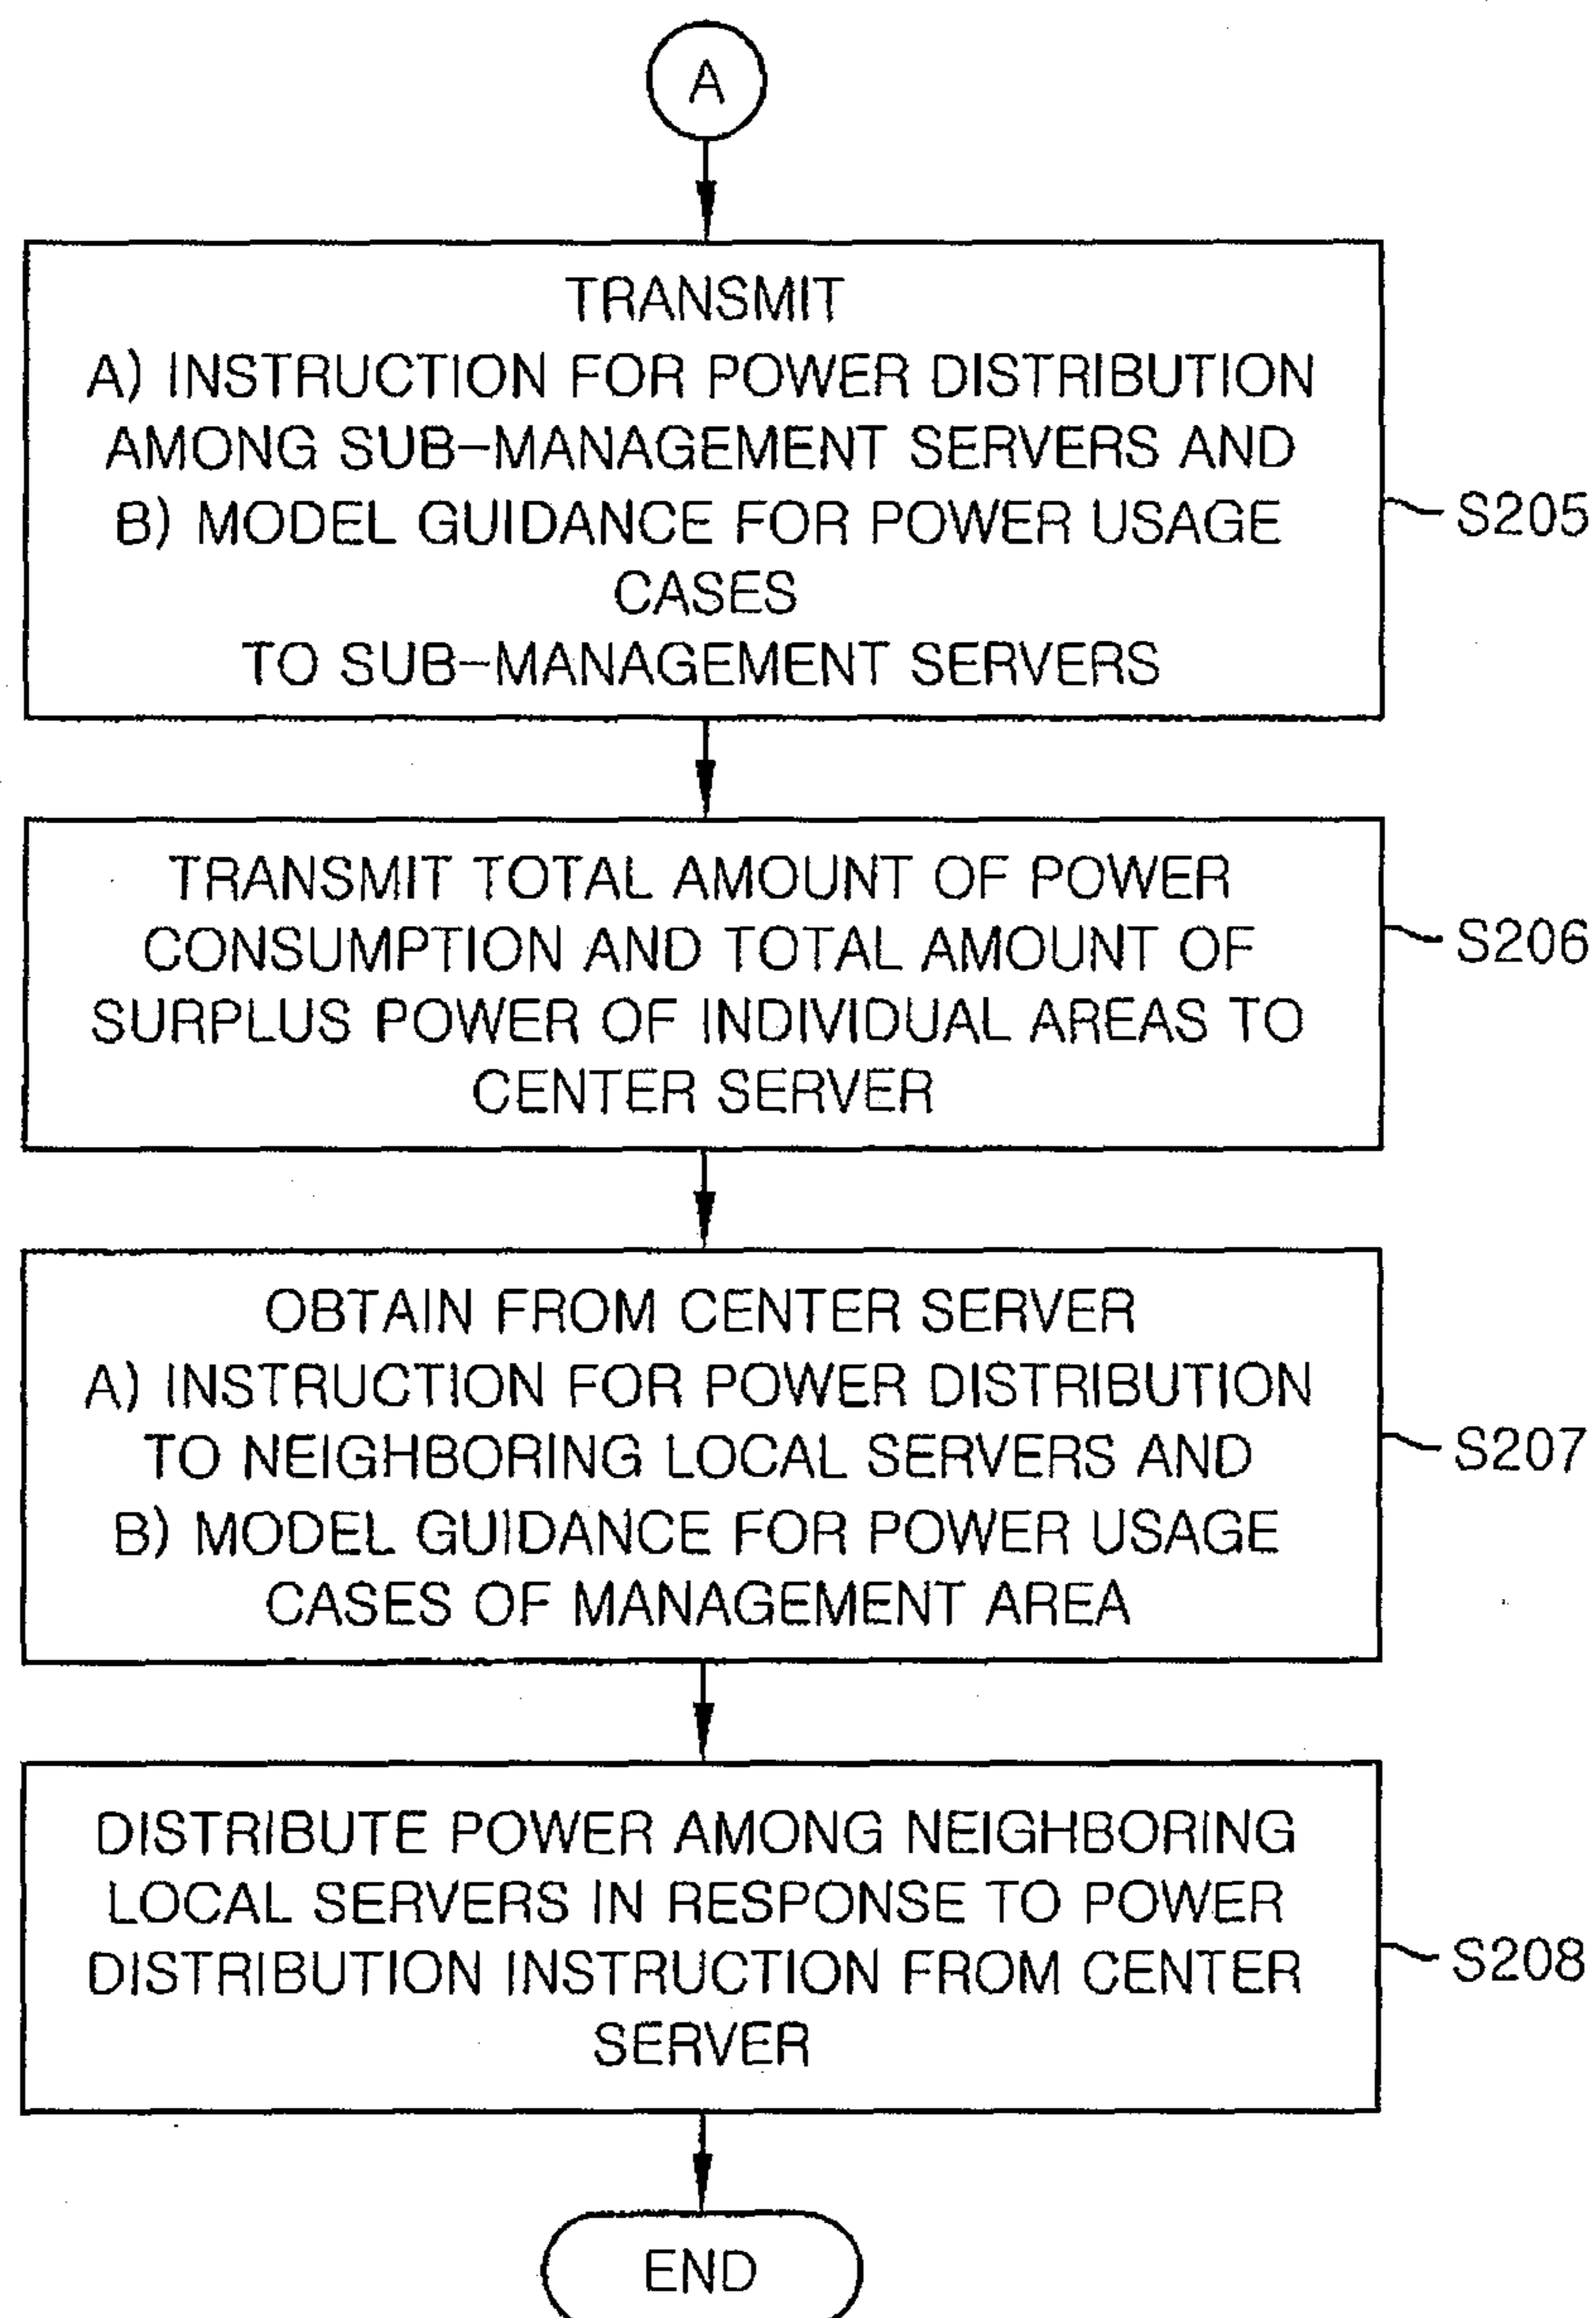 A
TRANSMIT
A) INSTRUCTION FOR POWER DISTRIBUTION
AMONG SUB-MANAGEMENT SERVERS AND
B) MODEL GUIDANCE FOR POWER USAGE
CASES
TO SUB-MANAGEMENT SERVERS
S205
TRANSMIT TOTAL AMOUNT OF POWER
CONSUMPTION AND TOTAL AMOUNT OF
SURPLUS POWER OF INDIVIDUAL AREAS TO
CENTER SERVER
S206
OBTAIN FROM CENTER SERVER
A) INSTRUCTION FOR POWER DISTRIBUTION
TO NEIGHBORING LOCAL SERVERS AND
B) MODEL GUIDANCE FOR POWER USAGE
CASES OF MANAGEMENT AREA
S207
DISTRIBUTE POWER AMONG NEIGHBORING
LOCAL SERVERS IN RESPONSE TO POWER
DISTRIBUTION INSTRUCTION FROM CENTER
SERVER
S208
END